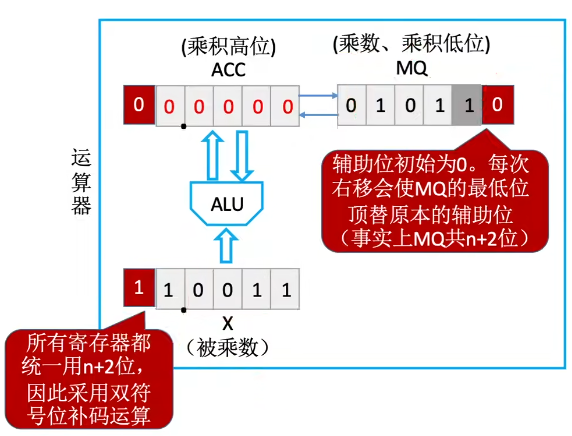 (乘积高位)
ACC
(乘数、乘积低位)
MQ
0 0 0 0 0 0
0 1 0 1 1 0
运算器
ALU
辅助位初始为0。每次
右移会使MQ的最低位
顶替原本的辅助位
（事实上MQ共n+2位）
1 1 0 0 1 1
X
（被乘数）
所有寄存器都
统一用n+2位，
因此采用双符
号位补码运算